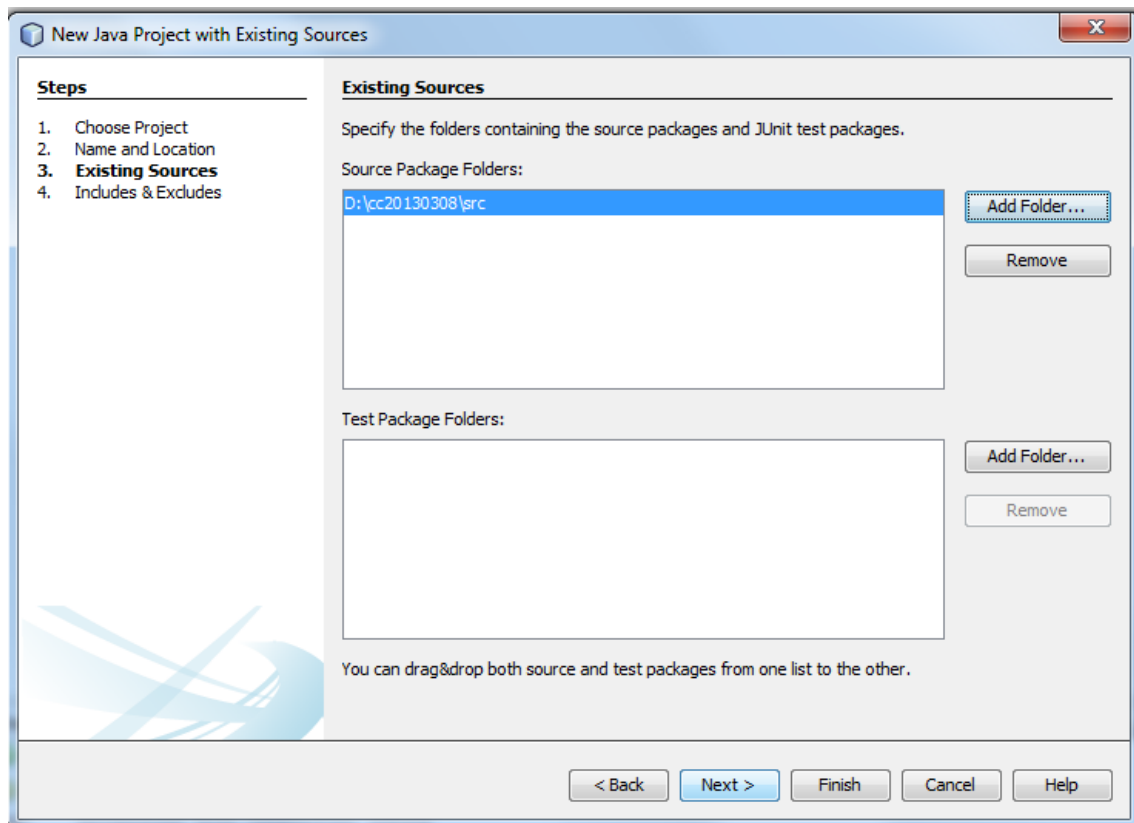 New Java Project with Existing Sources
Steps
1. Choose Project
2. Name and Location
3. Existing Sources
4. Includes & Excludes
Existing Sources
Specify the folders containing the source packages and JUnit test packages.
Source Package Folders:
D:\cc20130308\src
Add Folder...
Remove
Test Package Folders:
Add Folder...
Remove
You can drag&drop both source and test packages from one list to the other.
< Back
Next >
Finish
Cancel
Help